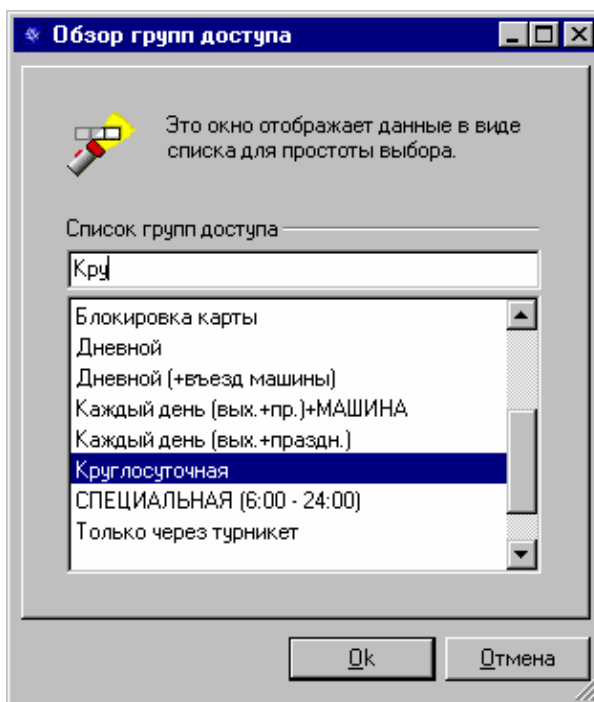 Обзор групп доступа
Это окно отображает данные в виде
списка для простоты выбора.
Список групп доступа
Кру
Блокировка карты
Дневной
Дневной (+въезд машины)
Каждый день (вых.+пр.)+МАШИНА
Каждый день (вых.+праздн.)
Круглосуточная
СПЕЦИАЛЬНАЯ (6:00 - 24:00)
Только через турникет
Ok
Отмена